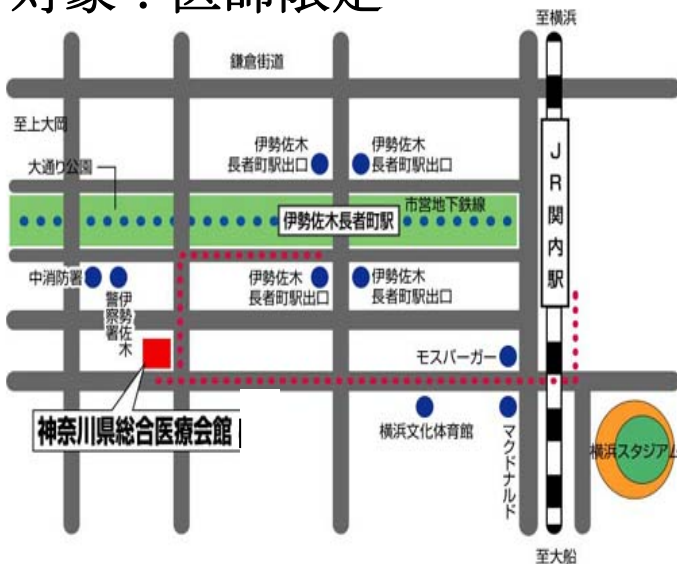 対象：医師限定
至横浜
鎌倉街道
至上大岡
大通り公園
伊勢佐木
長者町駅出口
伊勢佐木
長者町駅出口
JR関内駅
市営地下鉄線
伊勢佐木長者町駅
中消防署
伊勢佐木
警察署
伊勢佐木
長者町駅出口
伊勢佐木
長者町駅出口
モスバーガー
神奈川県総合医療会館
横浜文化体育館
マクドナルド
横浜スタジアム
至大船